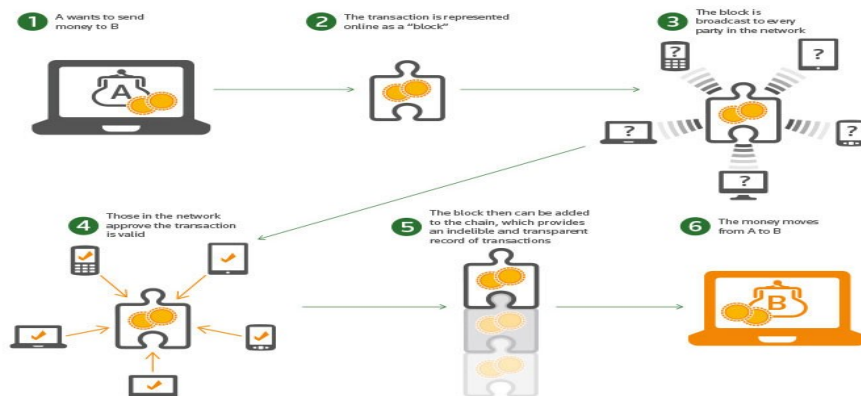 1 A wants to send
money to B
2 The transaction is represented
online as a “block”
3 The block is
broadcast to every
party in the network
A
?
?
?
?
?
4 Those in the network
approve the transaction
is valid
5 The block then can be added
to the chain, which provides
an indelible and transparent
record of transactions
6 The money moves
from A to B
B